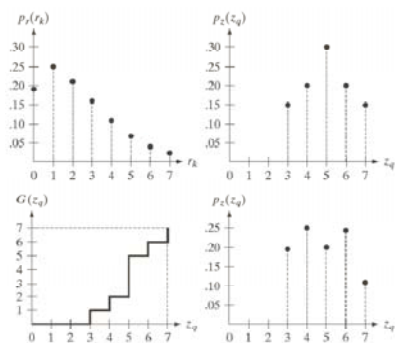 p_r(r_k)
.30
.25
.20
.15
.10
.05
0 1 2 3 4 5 6 7
r_k
p_z(z_q)
.30
.25
.20
.15
.10
.05
0 1 2 3 4 5 6 7
z_q
G(z_q)
7
6
5
4
3
2
1
0 1 2 3 4 5 6 7
z_q
p_z(z_q)
.25
.20
.15
.10
.05
0 1 2 3 4 5 6 7
z_q